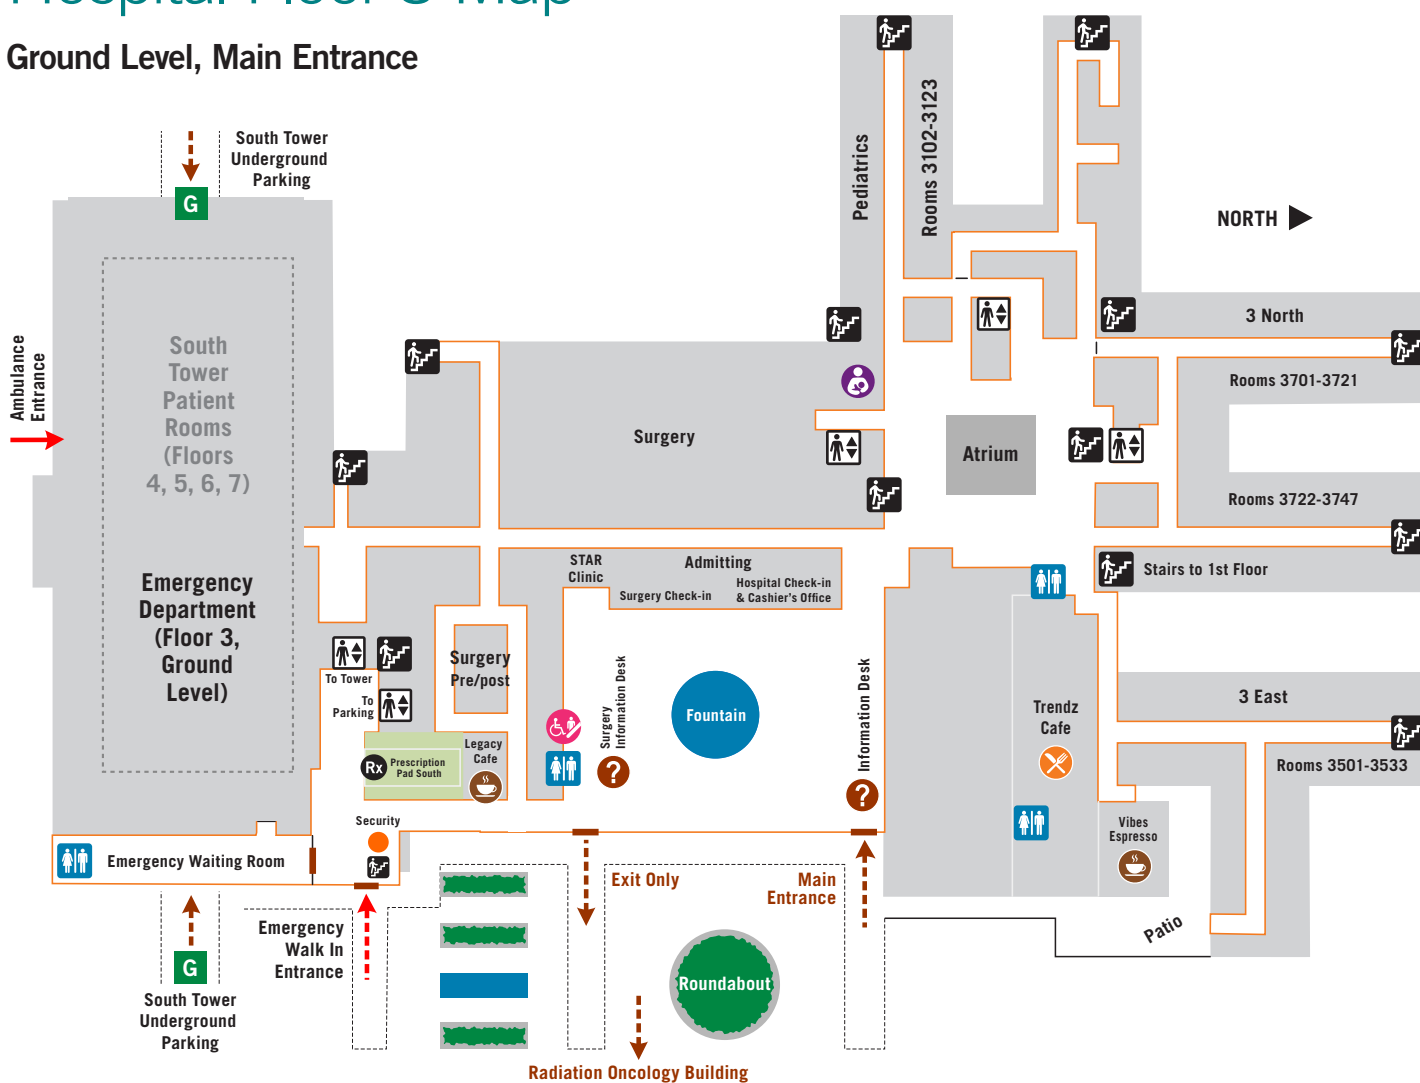 Hospital Floor 3 Map
Ground Level, Main Entrance
South Tower
Underground
Parking
G
Pediatrics
Rooms 3102-3123
NORTH
Ambulance
Entrance
South
Tower
Patient
Rooms
(Floors
4, 5, 6, 7)
3 North
Rooms 3701-3721
Surgery
Atrium
Rooms 3722-3747
Emergency
Department
(Floor 3,
Ground
Level)
STAR
Clinic
Admitting
Surgery Check-in
Hospital Check-in
& Cashier's Office
Stairs to 1st Floor
To Tower
To
Parking
Surgery
Pre/post
Surgery
Information Desk
?
Fountain
Information Desk
?
Trendz
Cafe
3 East
Rooms 3501-3533
Rx
Prescription
Pad South
Legacy
Cafe
Security
Vibes
Espresso
Emergency Waiting Room
Exit Only
Main
Entrance
Patio
Emergency
Walk In
Entrance
G
South Tower
Underground
Parking
Roundabout
Radiation Oncology Building